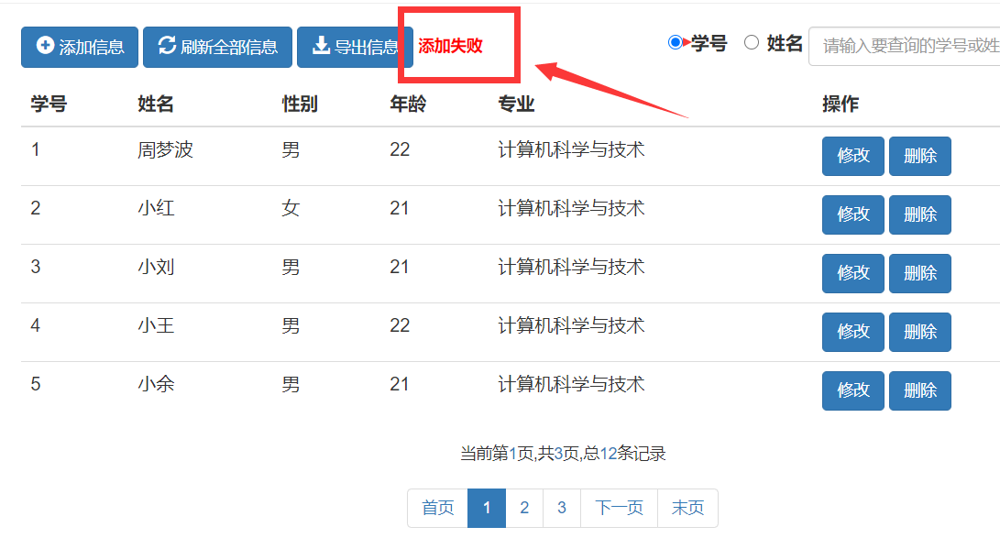 添加信息 刷新全部信息 导出信息 添加失败 学号 姓名 请输入要查询的学号或姓
学号 姓名 性别 年龄 专业 操作
1 周梦波 男 22 计算机科学与技术 修改 删除
2 小红 女 21 计算机科学与技术 修改 删除
3 小刘 男 21 计算机科学与技术 修改 删除
4 小王 男 22 计算机科学与技术 修改 删除
5 小余 男 21 计算机科学与技术 修改 删除
当前第1页,共3页,总12条记录
首页 1 2 3 下一页 末页